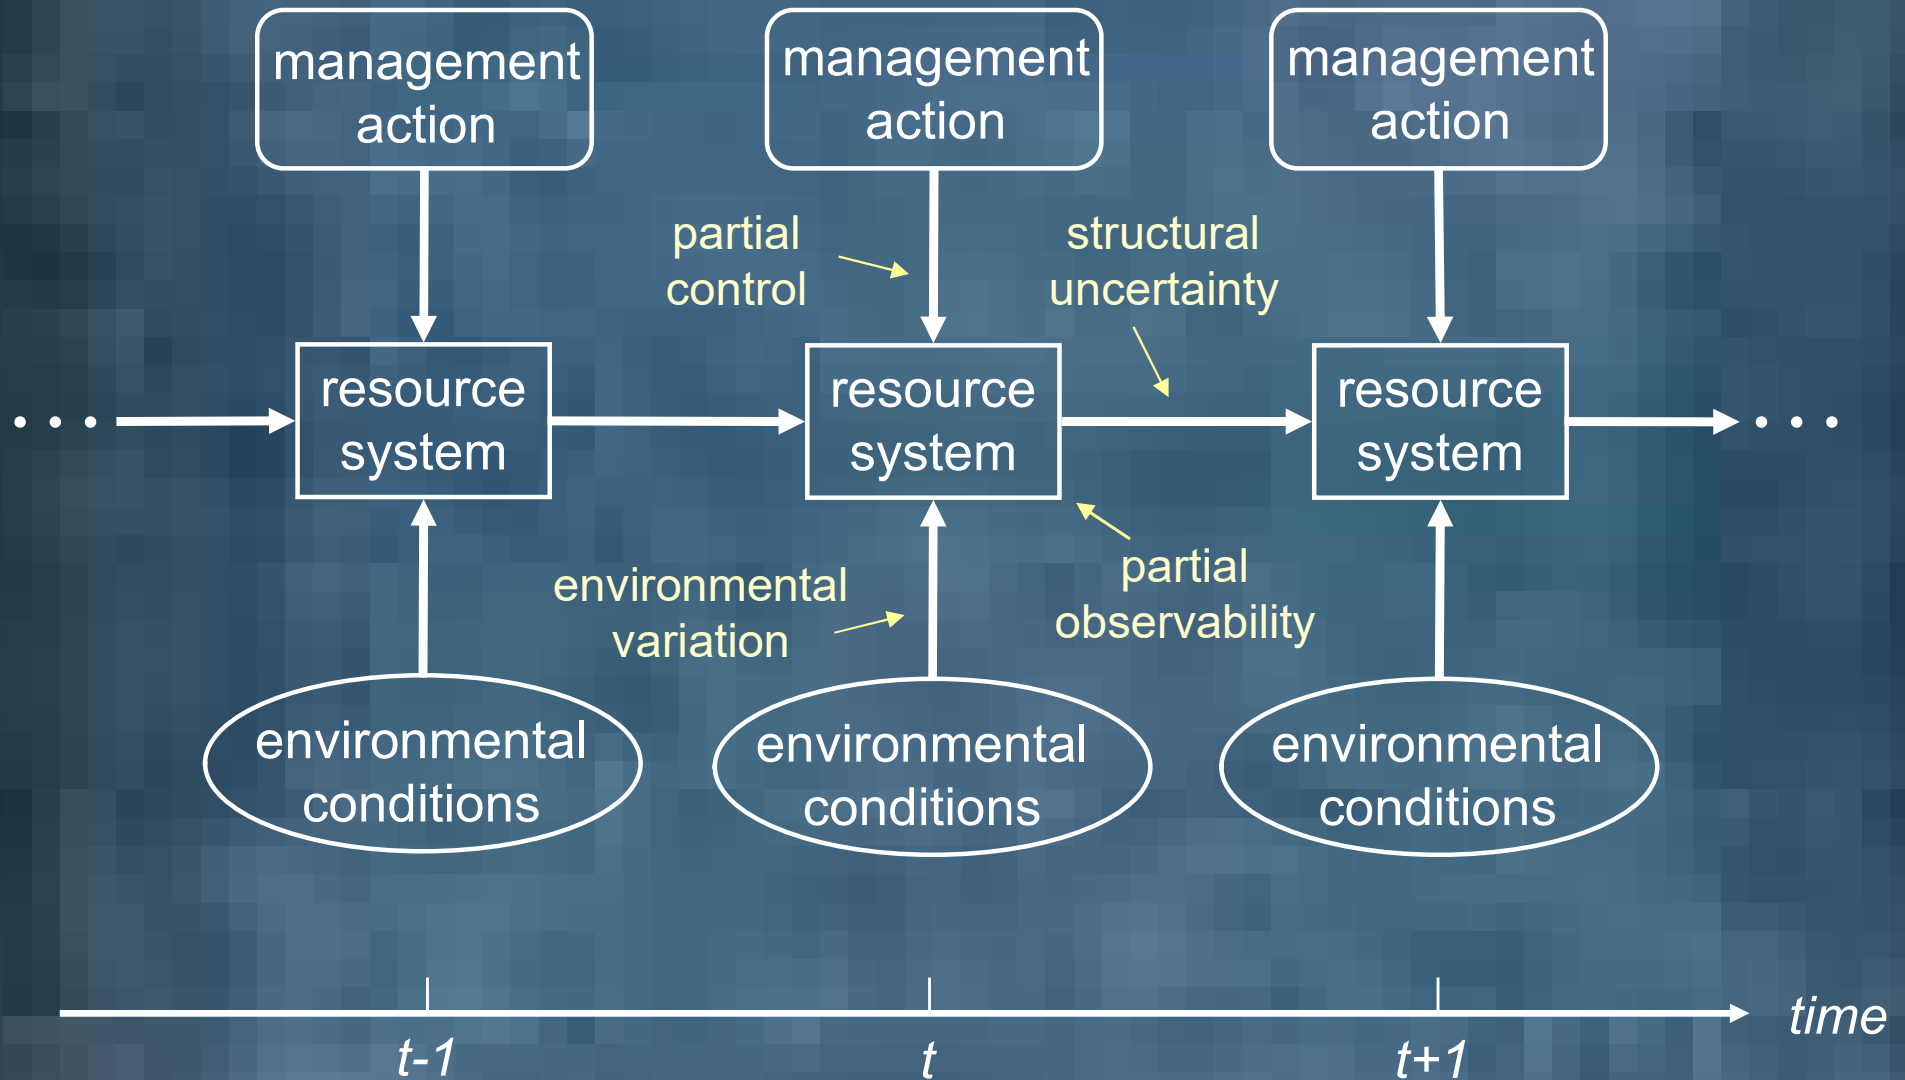 management
action
management
action
management
action
partial
control
structural
uncertainty
resource
system
resource
system
resource
system
. . .
. . .
environmental
variation
partial
observability
environmental
conditions
environmental
conditions
environmental
conditions
time
t-1
t
t+1